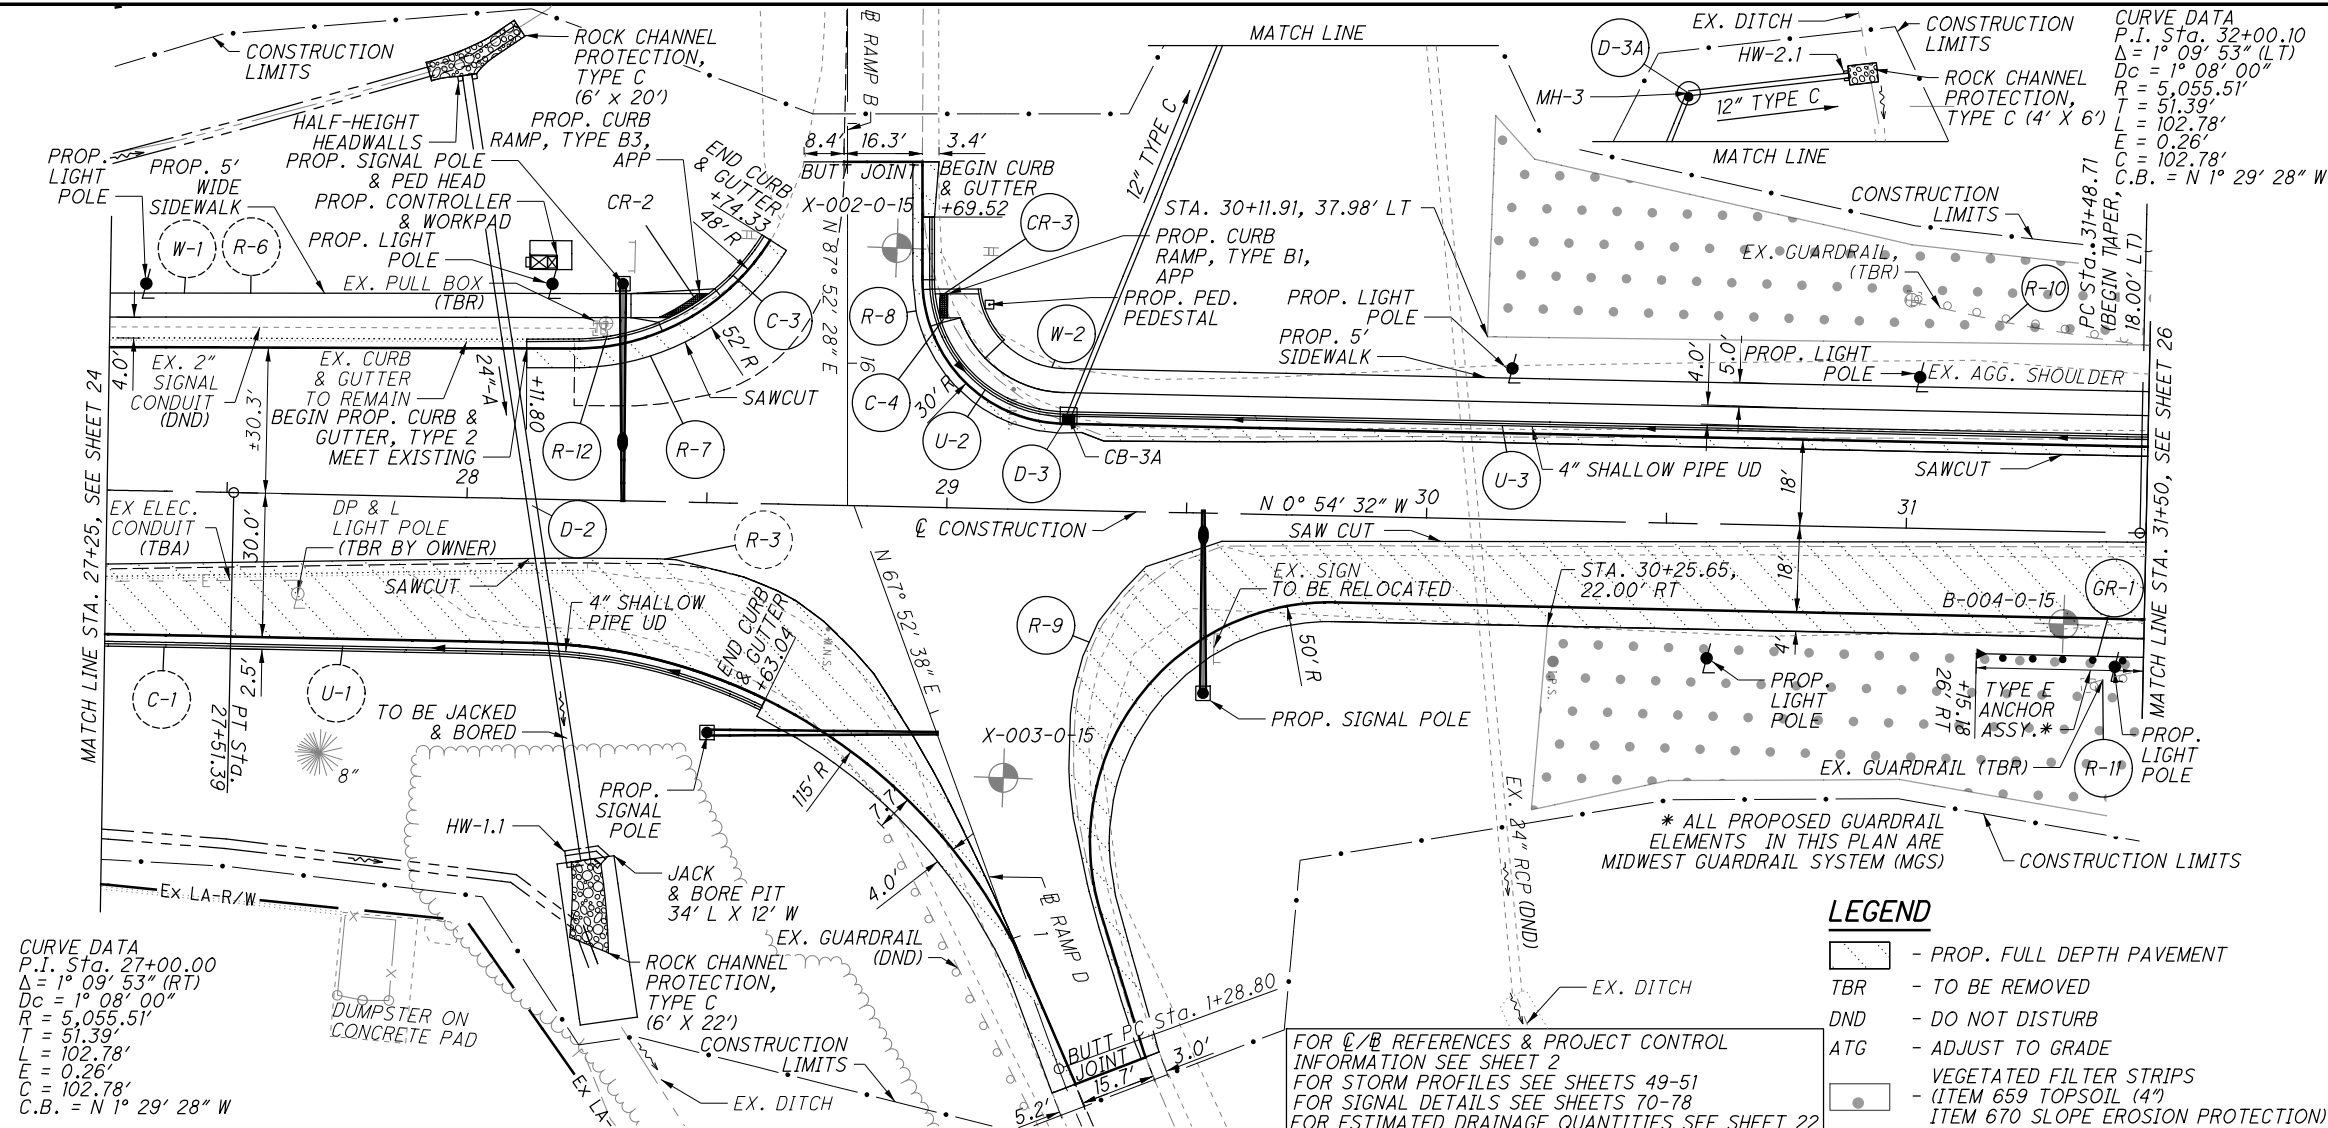 CONSTRUCTION
LIMITS
ROCK CHANNEL
PROTECTION,
TYPE C
(6' x 20')
HALF-HEIGHT
HEADWALLS
PROP. CURB
RAMP, TYPE B3,
APP
PROP.
LIGHT
POLE
PROP. 5'
WIDE
SIDEWALK
PROP. SIGNAL POLE
& PED HEAD
PROP. CONTROLLER
& WORKPAD
PROP. LIGHT
POLE
EX. PULL BOX
(TBR)
CR-2
END CURB
& GUTTER
+74.33
48' R
52' R
W-1
R-6
C-3
℄ RAMP B
8.4'
16.3'
3.4'
BUTT JOINT
X-002-0-15
N 87° 52' 28" E
16
BEGIN CURB
& GUTTER
+69.52
CR-3
MATCH LINE
12" TYPE C
STA. 30+11.91, 37.98' LT
PROP. CURB
RAMP, TYPE B1,
APP
PROP. PED.
PEDESTAL
R-8
W-2
C-4
30' R
U-2
D-3
CB-3A
PROP. LIGHT
POLE
PROP. 5'
SIDEWALK
D-3A
MH-3
EX. DITCH
HW-2.1
CONSTRUCTION
LIMITS
ROCK CHANNEL
PROTECTION,
TYPE C (4' X 6')
12" TYPE C
MATCH LINE
CURVE DATA
P.I. Sta. 32+00.10
Δ = 1° 09' 53" (LT)
Dc = 1° 08' 00"
R = 5,055.51'
T = 51.39'
L = 102.78'
E = 0.26'
C = 102.78'
C.B. = N 1° 29' 28" W
CONSTRUCTION
LIMITS
EX. GUARDRAIL,
(TBR)
R-10
PC Sta. 31+48.71
(BEGIN TAPER,
18.00' LT)
4.0'
5.0'
PROP. LIGHT
POLE
EX. AGG. SHOULDER
MATCH LINE STA. 31+50, SEE SHEET 26
MATCH LINE STA. 27+25, SEE SHEET 24
4.0'
EX. 2"
SIGNAL
CONDUIT
(DND)
±30.3'
EX. CURB
& GUTTER
TO REMAIN
BEGIN PROP. CURB &
GUTTER, TYPE 2
MEET EXISTING
24"-A
+11.80
R-12
R-7
SAWCUT
28
29
N 0° 54' 32" W
30
31
U-3
4" SHALLOW PIPE UD
SAWCUT
18'
18'
EX ELEC.
CONDUIT
(TBA)
30.0'
DP & L
LIGHT POLE
(TBR BY OWNER)
D-2
R-3
SAWCUT
E
4" SHALLOW
PIPE UD
℄ CONSTRUCTION
SAW CUT
N 67° 52' 38" E
EX. SIGN
TO BE RELOCATED
STA. 30+25.65,
22.00' RT
B-004-0-15
GR-1
R-9
50' R
4'
C-1
U-1
2.5'
PT Sta.
27+51.39
END CURB
& GUTTER
+63.04
TO BE JACKED
& BORED
8"
PROP.
SIGNAL
POLE
115' R
7.7'
4.0'
X-003-0-15
PROP. SIGNAL POLE
PROP.
LIGHT
POLE
+15.18
26' RT
TYPE E
ANCHOR
ASSY.*
EX. GUARDRAIL (TBR)
R-11
PROP.
LIGHT
POLE
HW-1.1
JACK
& BORE PIT
34' L X 12' W
Ex LA-R/W
EX. 24" RCP (DND)
* ALL PROPOSED GUARDRAIL
ELEMENTS IN THIS PLAN ARE
MIDWEST GUARDRAIL SYSTEM (MGS)
CONSTRUCTION LIMITS
CURVE DATA
P.I. Sta. 27+00.00
Δ = 1° 09' 53" (RT)
Dc = 1° 08' 00"
R = 5,055.51'
T = 51.39'
L = 102.78'
E = 0.26'
C = 102.78'
C.B. = N 1° 29' 28" W
DUMPSTER ON
CONCRETE PAD
ROCK CHANNEL
PROTECTION,
TYPE C
(6' X 22')
EX. GUARDRAIL
(DND)
℄ RAMP D
1
CONSTRUCTION
LIMITS
EX. DITCH
Ex LA-
BUTT
JOINT
PC Sta. 1+28.80
5.2'
15.7'
3.0'
EX. DITCH
FOR ℄/B REFERENCES & PROJECT CONTROL
INFORMATION SEE SHEET 2
FOR STORM PROFILES SEE SHEETS 49-51
FOR SIGNAL DETAILS SEE SHEETS 70-78
FOR ESTIMATED DRAINAGE QUANTITIES SEE SHEET 22
LEGEND
- PROP. FULL DEPTH PAVEMENT
TBR - TO BE REMOVED
DND - DO NOT DISTURB
ATG - ADJUST TO GRADE
VEGETATED FILTER STRIPS
- (ITEM 659 TOPSOIL (4")
ITEM 670 SLOPE EROSION PROTECTION)